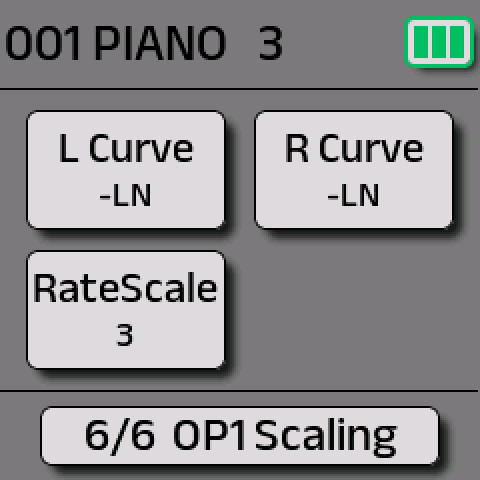 001 PIANO 3
L Curve
-LN
R Curve
-LN
RateScale
3
6/6 OP1 Scaling